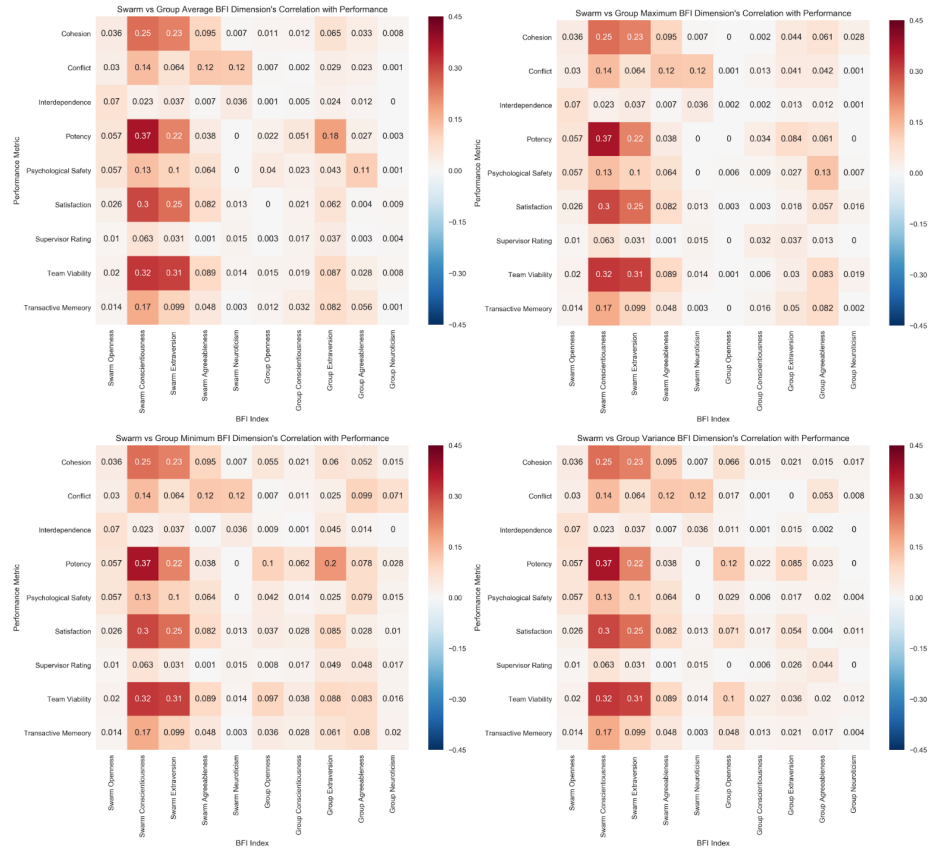 Swarm vs Group Average BFI Dimension's Correlation with Performance
Performance Metric
Cohesion 0.036 0.25 0.23 0.095 0.007 0.011 0.012 0.065 0.033 0.008
Conflict 0.03 0.14 0.064 0.12 0.12 0.007 0.002 0.029 0.023 0.001
Interdependence 0.07 0.023 0.037 0.007 0.036 0.001 0.005 0.024 0.012 0
Potency 0.057 0.37 0.22 0.038 0 0.022 0.051 0.18 0.027 0.003
Psychological Safety 0.057 0.13 0.1 0.064 0 0.04 0.023 0.043 0.11 0.001
Satisfaction 0.026 0.3 0.25 0.082 0.013 0 0.021 0.062 0.004 0.009
Supervisor Rating 0.01 0.063 0.031 0.001 0.015 0.003 0.017 0.037 0.003 0.004
Team Viability 0.02 0.32 0.31 0.089 0.014 0.015 0.019 0.087 0.028 0.008
Transactive Memeory 0.014 0.17 0.099 0.048 0.003 0.012 0.032 0.082 0.056 0.001
Swarm Openness
Swarm Conscientiousness
Swarm Extraversion
Swarm Agreeableness
Swarm Neuroticism
Group Openness
Group Conscientiousness
Group Extraversion
Group Agreeableness
Group Neuroticism
BFI Index
0.45
0.30
0.15
0.00
−0.15
−0.30
−0.45
Swarm vs Group Maximum BFI Dimension's Correlation with Performance
Performance Metric
Cohesion 0.036 0.25 0.23 0.095 0.007 0 0.002 0.044 0.061 0.028
Conflict 0.03 0.14 0.064 0.12 0.12 0.001 0.013 0.041 0.042 0.001
Interdependence 0.07 0.023 0.037 0.007 0.036 0.002 0.002 0.013 0.012 0.001
Potency 0.057 0.37 0.22 0.038 0 0 0.034 0.084 0.061 0
Psychological Safety 0.057 0.13 0.1 0.064 0 0.006 0.009 0.04 0.13 0.007
Satisfaction 0.026 0.3 0.25 0.082 0.013 0.003 0.003 0.018 0.057 0.016
Supervisor Rating 0.01 0.063 0.031 0.001 0.015 0 0.032 0.037 0.013 0
Team Viability 0.02 0.32 0.31 0.089 0.014 0.001 0.006 0.03 0.083 0.019
Transactive Memeory 0.014 0.17 0.099 0.048 0.003 0 0.016 0.05 0.082 0.002
Swarm Openness
Swarm Conscientiousness
Swarm Extraversion
Swarm Agreeableness
Swarm Neuroticism
Group Openness
Group Conscientiousness
Group Extraversion
Group Agreeableness
Group Neuroticism
BFI Index
0.45
0.30
0.15
0.00
−0.15
−0.30
−0.45
Swarm vs Group Minimum BFI Dimension's Correlation with Performance
Performance Metric
Cohesion 0.036 0.25 0.23 0.095 0.007 0.055 0.021 0.06 0.052 0.015
Conflict 0.03 0.14 0.064 0.12 0.12 0.007 0.011 0.025 0.099 0.071
Interdependence 0.07 0.023 0.037 0.007 0.036 0.009 0.001 0.045 0.014 0
Potency 0.057 0.37 0.22 0.038 0 0.1 0.062 0.2 0.078 0.028
Psychological Safety 0.057 0.13 0.1 0.064 0 0.042 0.014 0.025 0.079 0.015
Satisfaction 0.026 0.3 0.25 0.082 0.013 0.037 0.028 0.085 0.028 0.01
Supervisor Rating 0.01 0.063 0.031 0.001 0.015 0.008 0.017 0.049 0.048 0.017
Team Viability 0.02 0.32 0.31 0.089 0.014 0.097 0.038 0.088 0.083 0.016
Transactive Memeory 0.014 0.17 0.099 0.048 0.003 0.036 0.028 0.061 0.08 0.02
Swarm Openness
Swarm Conscientiousness
Swarm Extraversion
Swarm Agreeableness
Swarm Neuroticism
Group Openness
Group Conscientiousness
Group Extraversion
Group Agreeableness
Group Neuroticism
BFI Index
0.45
0.30
0.15
0.00
−0.15
−0.30
−0.45
Swarm vs Group Variance BFI Dimension's Correlation with Performance
Performance Metric
Cohesion 0.036 0.25 0.23 0.095 0.007 0.066 0.015 0.021 0.015 0.017
Conflict 0.03 0.14 0.064 0.12 0.12 0.017 0.001 0 0.053 0.008
Interdependence 0.07 0.023 0.037 0.007 0.036 0.011 0.001 0.015 0.002 0
Potency 0.057 0.37 0.22 0.038 0 0.12 0.022 0.085 0.023 0
Psychological Safety 0.057 0.13 0.1 0.064 0 0.029 0.006 0.017 0.02 0.004
Satisfaction 0.026 0.3 0.25 0.082 0.013 0.071 0.017 0.054 0.004 0.011
Supervisor Rating 0.01 0.063 0.031 0.001 0.015 0 0.006 0.026 0.044 0
Team Viability 0.02 0.32 0.31 0.089 0.014 0.1 0.027 0.036 0.02 0.012
Transactive Memeory 0.014 0.17 0.099 0.048 0.003 0.048 0.013 0.021 0.017 0.004
Swarm Openness
Swarm Conscientiousness
Swarm Extraversion
Swarm Agreeableness
Swarm Neuroticism
Group Openness
Group Conscientiousness
Group Extraversion
Group Agreeableness
Group Neuroticism
BFI Index
0.45
0.30
0.15
0.00
−0.15
−0.30
−0.45